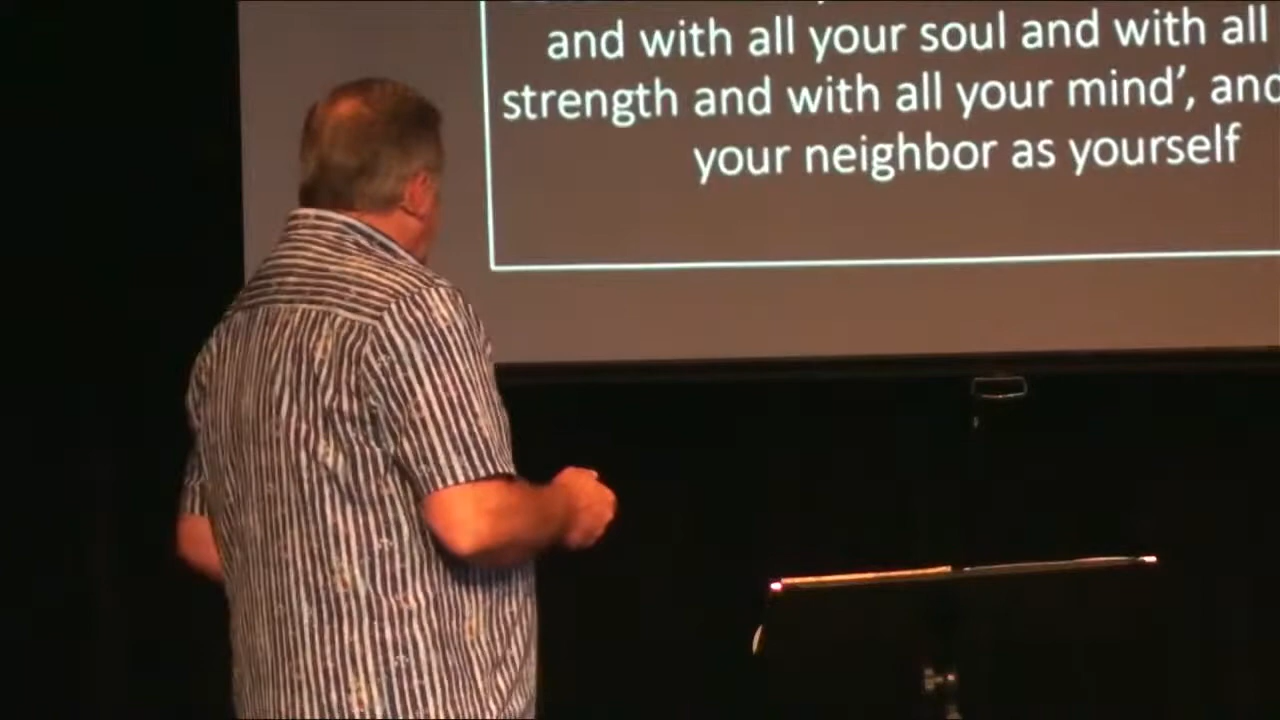 and with all your soul and with all
strength and with all your mind’, and
your neighbor as yourself